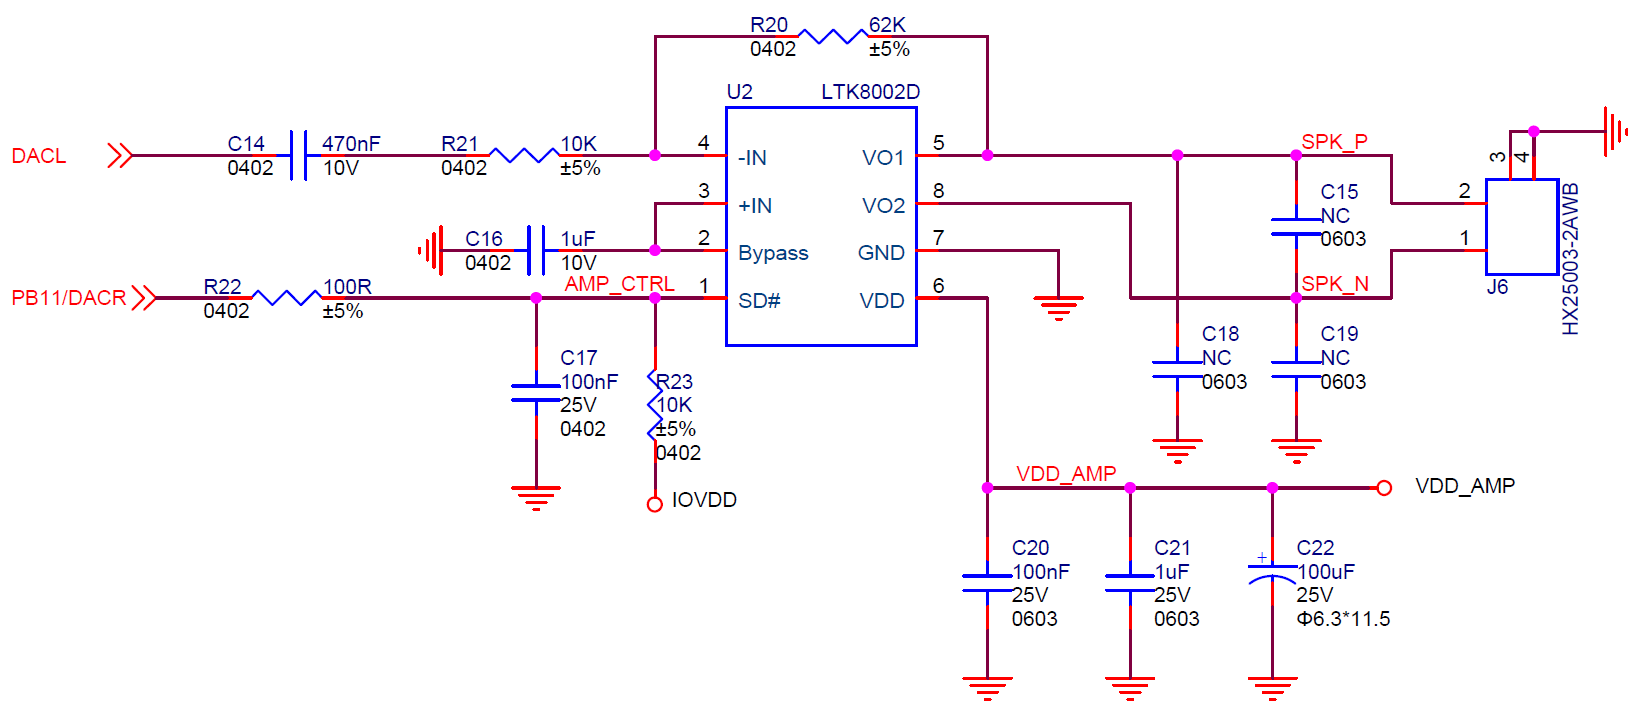 R20
0402
62K
±5%
U2
LTK8002D
DACL
C14
0402
470nF
10V
R21
0402
10K
±5%
4
-IN
VO1
5
3
+IN
VO2
8
2
Bypass
GND
7
1
SD#
VDD
6
C16
0402
1uF
10V
AMP_CTRL
PB11/DACR
R22
0402
100R
±5%
C17
100nF
25V
0402
R23
10K
±5%
0402
IOVDD
SPK_P
C15
NC
0603
SPK_N
3
4
2
1
J6
HX25003-2AWB
C18
NC
0603
C19
NC
0603
VDD_AMP
VDD_AMP
C20
100nF
25V
0603
C21
1uF
25V
0603
+
C22
100uF
25V
Φ6.3*11.5